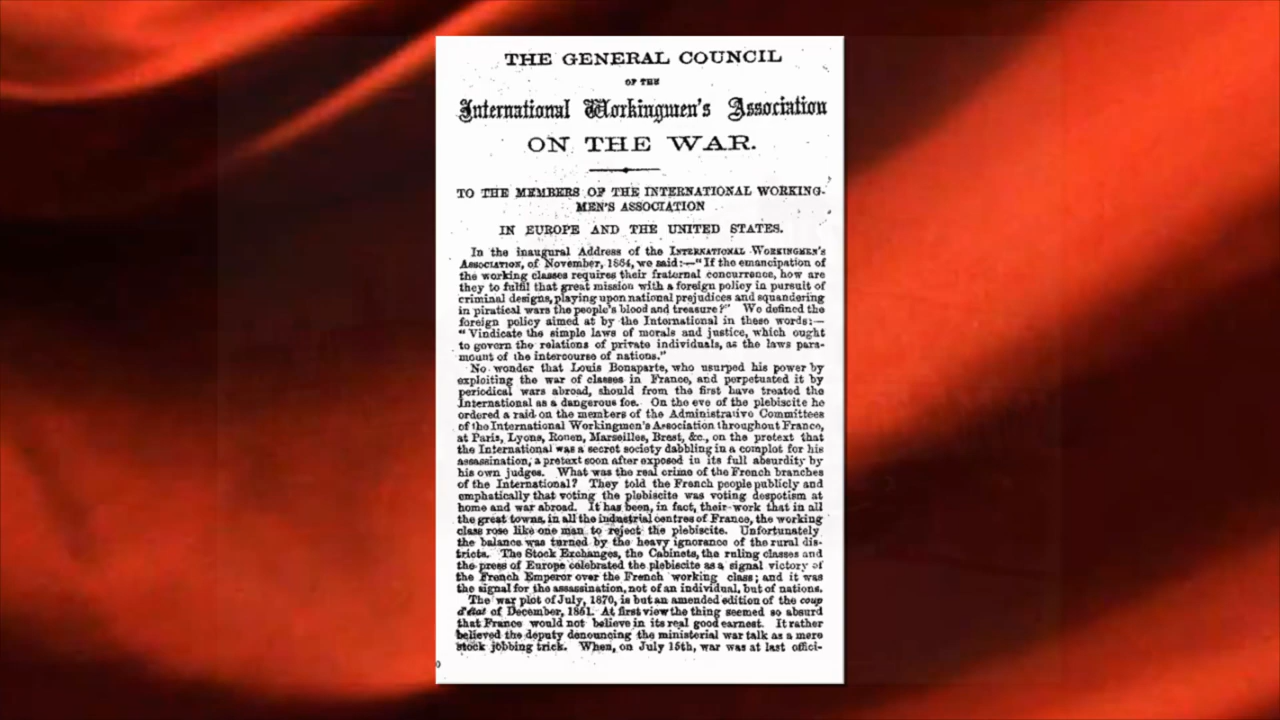 THE GENERAL COUNCIL
OF THE
International Workingmen's Association
ON THE WAR.
TO THE MEMBERS OF THE INTERNATIONAL WORKING-
MEN'S ASSOCIATION
IN EUROPE AND THE UNITED STATES.
In the inaugural Address of the INTERNATIONAL WORKINGMEN'S
ASSOCIATION, of November, 1864, we said:—"If the emancipation of
the working classes requires their fraternal concurrence, how are
they to fulfil that great mission with a foreign policy in pursuit of
criminal designs, playing upon national prejudices and squandering
in piratical wars the people's blood and treasure?" We defined the
foreign policy aimed at by the International in these words:—
"Vindicate the simple laws of morals and justice, which ought
to govern the relations of private individuals, as the laws para-
mount of the intercourse of nations."
No wonder that Louis Bonaparte, who usurped his power by
exploiting the war of classes in France, and perpetuated it by
periodical wars abroad, should from the first have treated the
International as a dangerous foe. On the eve of the plebiscite he
ordered a raid on the members of the Administrative Committees
of the International Workingmen's Association throughout France,
at Paris, Lyons, Rouen, Marseilles, Brest, &c., on the pretext that
the International was a secret society dabbling in a complot for his
assassination, a pretext soon after exposed in its full absurdity by
his own judges. What was the real crime of the French branches
of the International? They told the French people publicly and
emphatically that voting the plebiscite was voting despotism at
home and war abroad. It has been, in fact, their work that in all
the great towns, in all the industrial centres of France, the working
class rose like one man to reject the plebiscite. Unfortunately
the balance was turned by the heavy ignorance of the rural dis-
tricts. The Stock Exchanges, the Cabinets, the ruling classes and
the press of Europe celebrated the plebiscite as a signal victory of
the French Emperor over the French working class; and it was
the signal for the assassination, not of an individual, but of nations.
The war plot of July, 1870, is but an amended edition of the coup
d'état of December, 1851. At first view the thing seemed so absurd
that France would not believe in its real good earnest. It rather
believed the deputy denouncing the ministerial war talk as a mere
stock jobbing trick. When, on July 15th, war was at last offici-